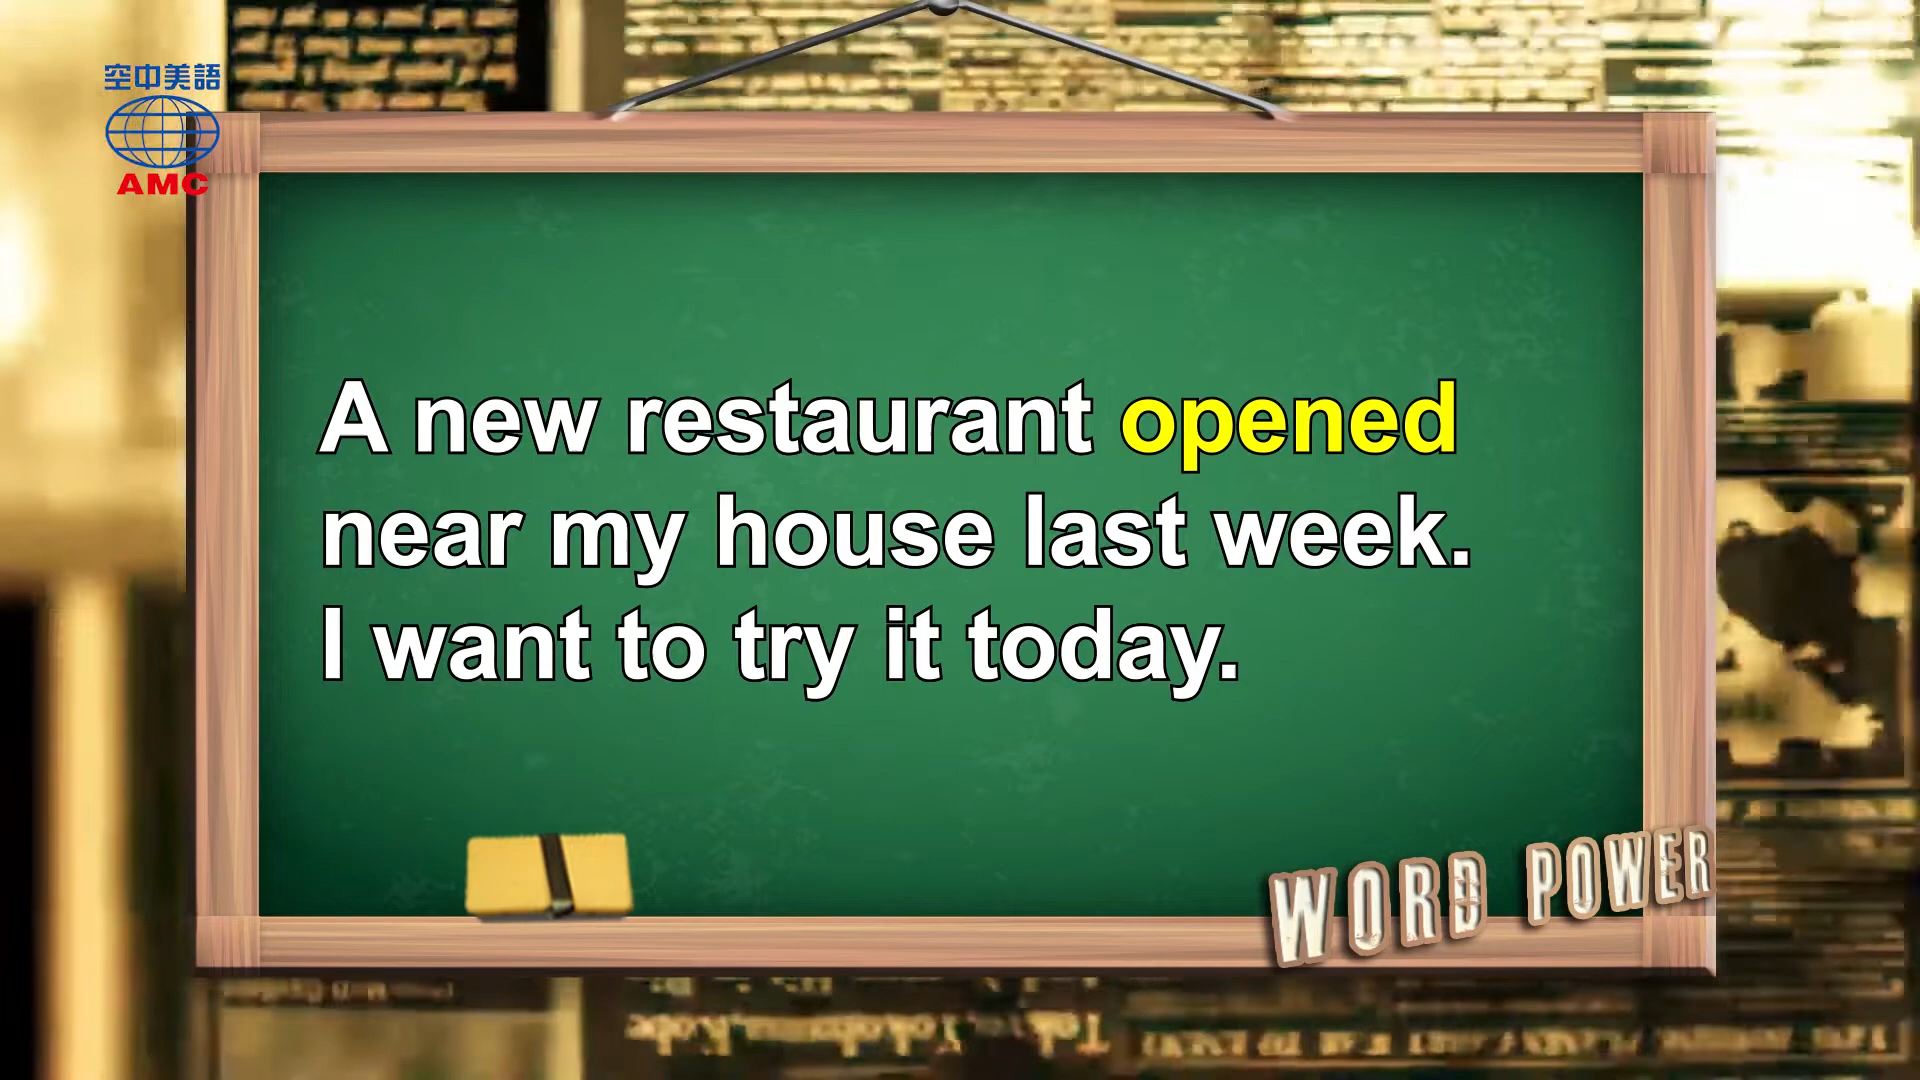 空中美語
AMC
A new restaurant opened
near my house last week.
I want to try it today.
WORD POWER